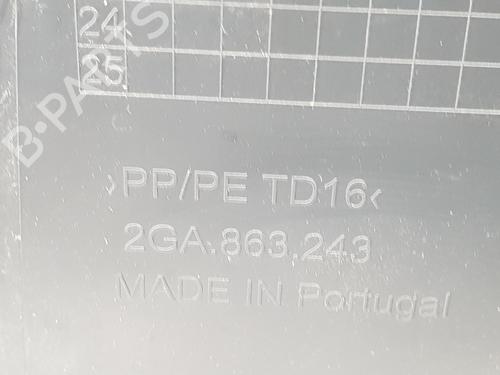 24
25
B-PARTS
>PP/PE TD16<
2GA.863.243
MADE IN Portugal